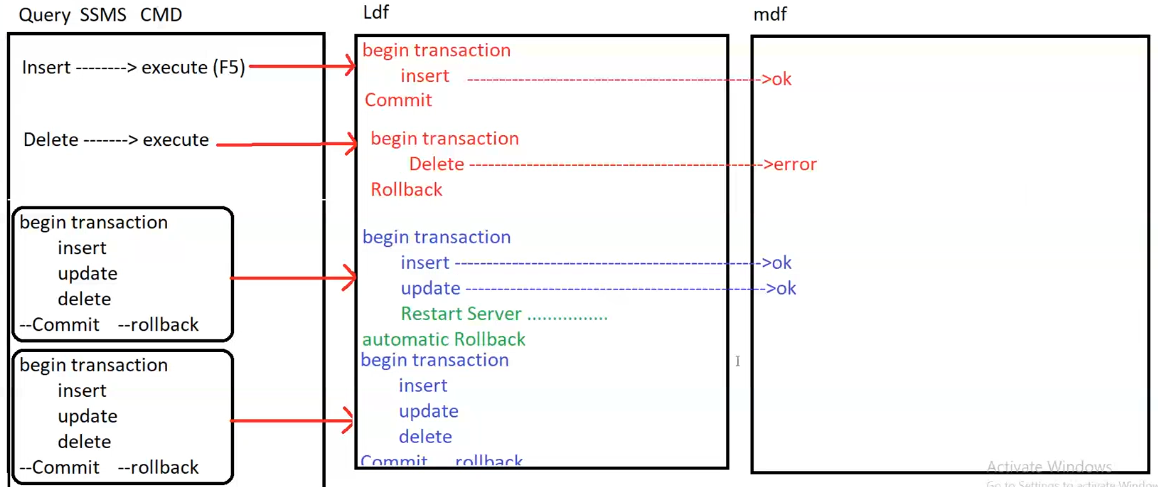 Query SSMS CMD
Insert --------> execute (F5)
Delete -------> execute
begin transaction
insert
update
delete
--Commit --rollback
begin transaction
insert
update
delete
--Commit --rollback
Ldf
begin transaction
insert ------------------------------------------------->ok
Commit
begin transaction
Delete ------------------------------------------------->error
Rollback
begin transaction
insert ------------------------------------------------->ok
update ------------------------------------------------->ok
Restart Server ................
automatic Rollback
begin transaction
insert
update
delete
Commit rollback
mdf
Activate Windows
Go to Settings to activate Window